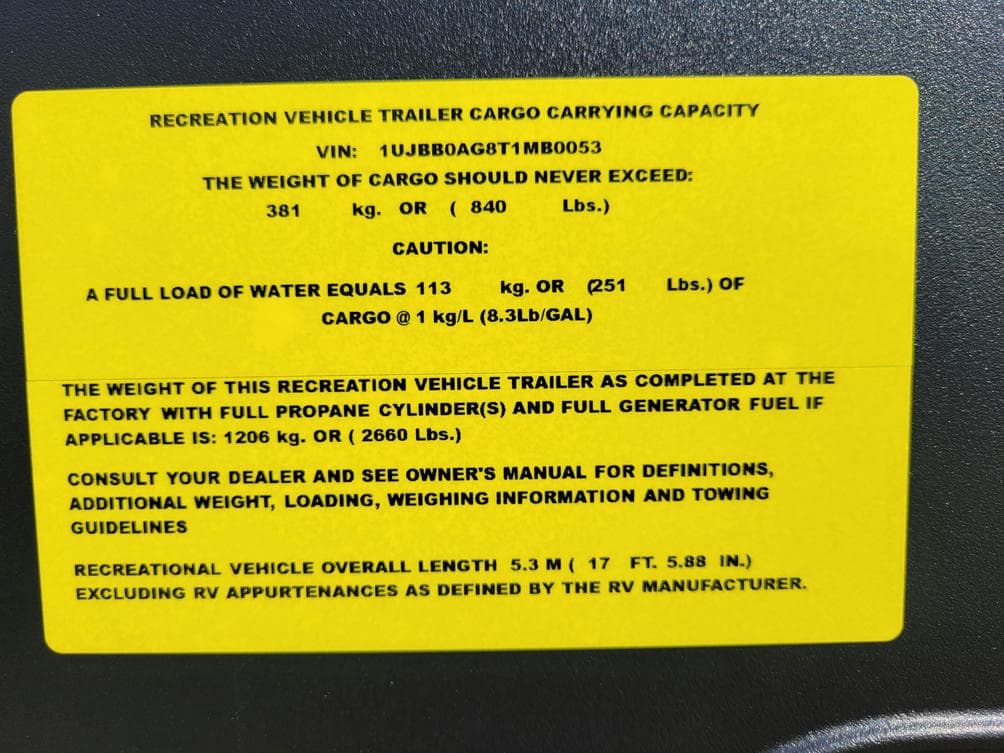 RECREATION VEHICLE TRAILER CARGO CARRYING CAPACITY
VIN: 1UJBB0AG8T1MB0053
THE WEIGHT OF CARGO SHOULD NEVER EXCEED:
381 kg. OR ( 840 Lbs.)
CAUTION:
A FULL LOAD OF WATER EQUALS 113 kg. OR (251 Lbs.) OF
CARGO @ 1 kg/L (8.3Lb/GAL)
THE WEIGHT OF THIS RECREATION VEHICLE TRAILER AS COMPLETED AT THE
FACTORY WITH FULL PROPANE CYLINDER(S) AND FULL GENERATOR FUEL IF
APPLICABLE IS: 1206 kg. OR ( 2660 Lbs.)
CONSULT YOUR DEALER AND SEE OWNER'S MANUAL FOR DEFINITIONS,
ADDITIONAL WEIGHT, LOADING, WEIGHING INFORMATION AND TOWING
GUIDELINES
RECREATIONAL VEHICLE OVERALL LENGTH 5.3 M ( 17 FT. 5.88 IN.)
EXCLUDING RV APPURTENANCES AS DEFINED BY THE RV MANUFACTURER.